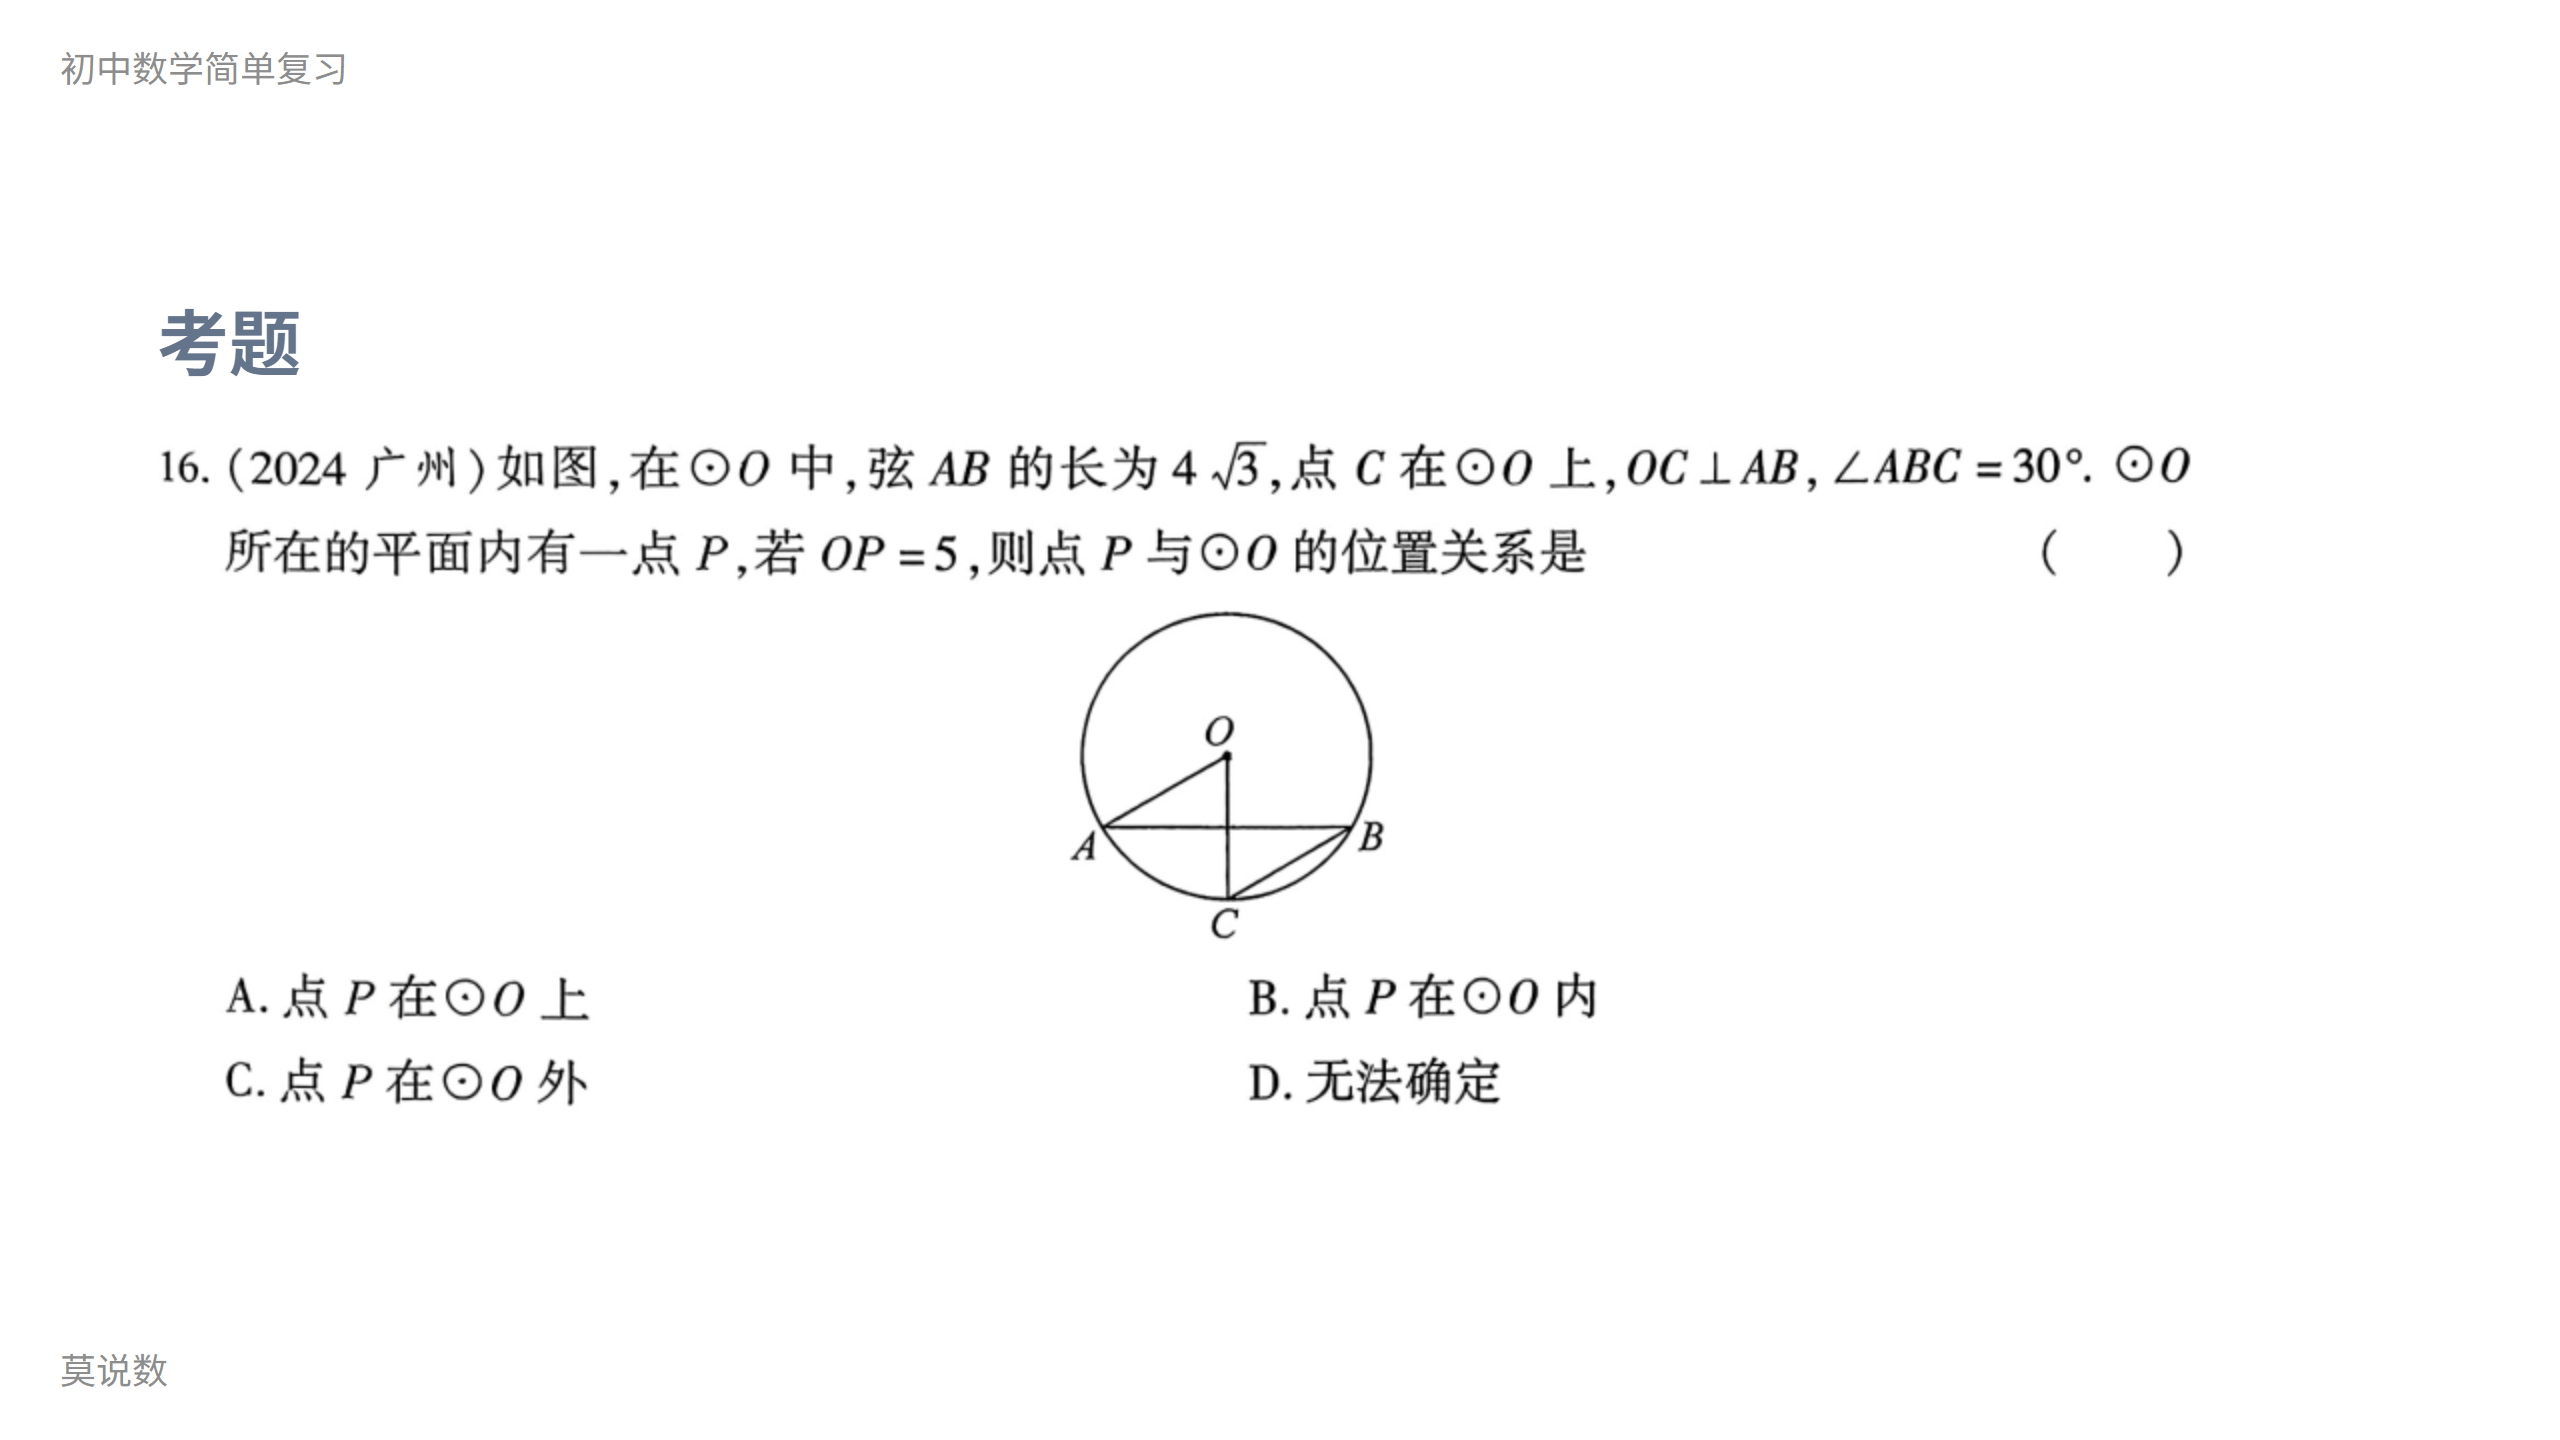 初中数学简单复习
考题
16. (2024 广州) 如图,在⊙O 中,弦 AB 的长为 4√3,点 C 在⊙O 上,OC⊥AB,∠ABC=30°. ⊙O
所在的平面内有一点 P,若 OP=5,则点 P 与⊙O 的位置关系是 (  )
O
A
B
C
A. 点 P 在⊙O 上 B. 点 P 在⊙O 内
C. 点 P 在⊙O 外 D. 无法确定
莫说数